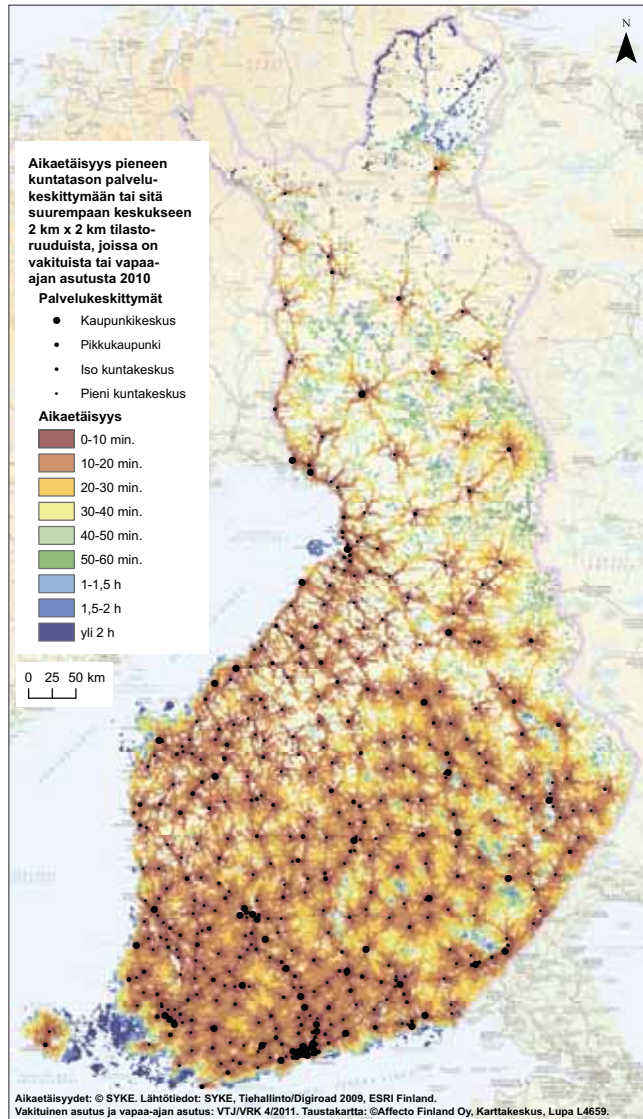 N
Aikaetäisyys pieneen
kuntatason palvelu-
keskittymään tai sitä
suurempaan keskukseen
2 km x 2 km tilasto-
ruuduista, joissa on
vakituista tai vapaa-
ajan asutusta 2010
Palvelukeskittymät
Kaupunkikeskus
Pikkukaupunki
Iso kuntakeskus
Pieni kuntakeskus
Aikaetäisyys
0-10 min.
10-20 min.
20-30 min.
30-40 min.
40-50 min.
50-60 min.
1-1,5 h
1,5-2 h
yli 2 h
0 25 50 km
Aikaetäisyydet: © SYKE. Lähtötiedot: SYKE, Tiehallinto/Digiroad 2009, ESRI Finland.
Vakituinen asutus ja vapaa-ajan asutus: VTJ/VRK 4/2011. Taustakartta: ©Affecto Finland Oy, Karttakeskus, Lupa L4659.